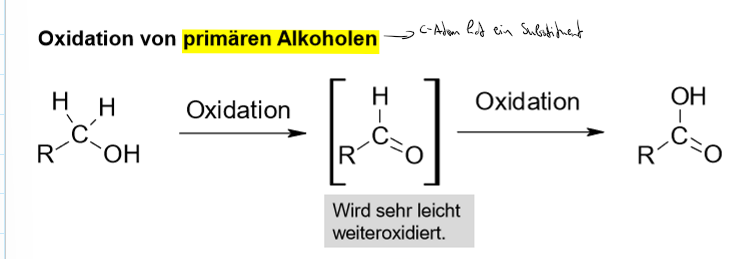 Oxidation von primären Alkoholen → C-Atom hat ein Substituent
H H
C
R OH
Oxidation
H
C
R O
Wird sehr leicht
weiteroxidiert.
Oxidation
OH
C
R O